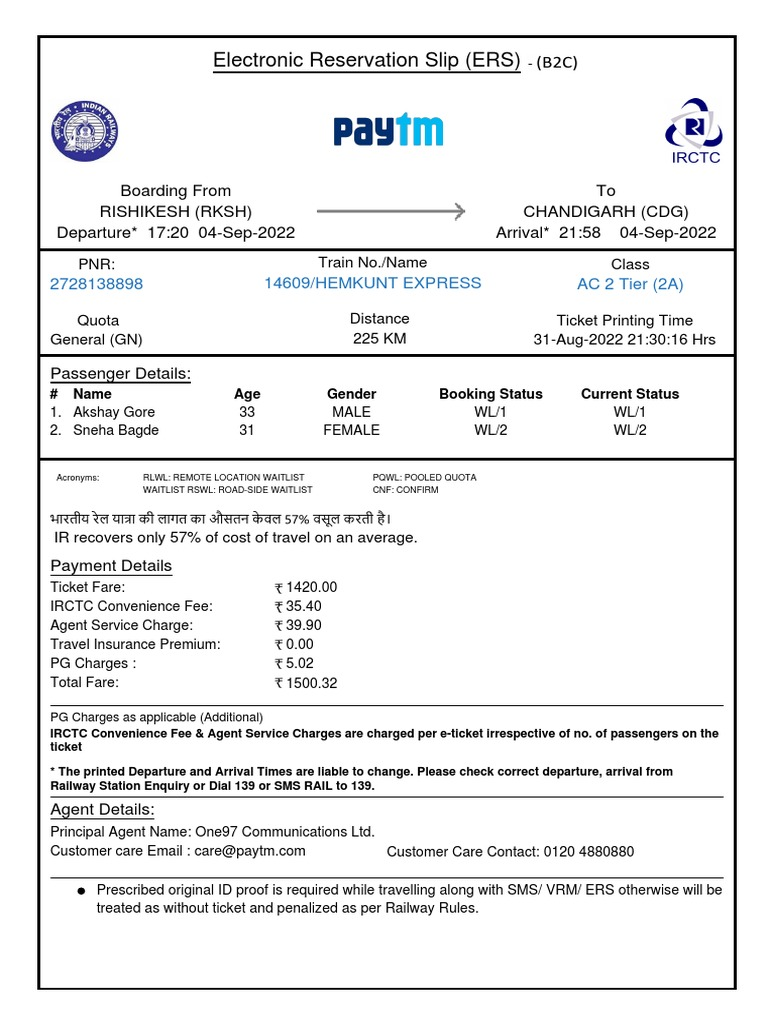 Electronic Reservation Slip (ERS) - (B2C)
INDIAN RAILWAYS
paytm
IRCTC
Boarding From To
RISHIKESH (RKSH) CHANDIGARH (CDG)
Departure* 17:20 04-Sep-2022 Arrival* 21:58 04-Sep-2022
PNR: Train No./Name Class
2728138898 14609/HEMKUNT EXPRESS AC 2 Tier (2A)
Quota Distance Ticket Printing Time
General (GN) 225 KM 31-Aug-2022 21:30:16 Hrs
Passenger Details:
# Name Age Gender Booking Status Current Status
1. Akshay Gore 33 MALE WL/1 WL/1
2. Sneha Bagde 31 FEMALE WL/2 WL/2
Acronyms: RLWL: REMOTE LOCATION WAITLIST PQWL: POOLED QUOTA
WAITLIST RSWL: ROAD-SIDE WAITLIST CNF: CONFIRM
भारतीय रेल यात्रा की लागत का औसतन केवल 57% वसूल करती है।
IR recovers only 57% of cost of travel on an average.
Payment Details
Ticket Fare: ₹ 1420.00
IRCTC Convenience Fee: ₹ 35.40
Agent Service Charge: ₹ 39.90
Travel Insurance Premium: ₹ 0.00
PG Charges : ₹ 5.02
Total Fare: ₹ 1500.32
PG Charges as applicable (Additional)
IRCTC Convenience Fee & Agent Service Charges are charged per e-ticket irrespective of no. of passengers on the
ticket
* The printed Departure and Arrival Times are liable to change. Please check correct departure, arrival from
Railway Station Enquiry or Dial 139 or SMS RAIL to 139.
Agent Details:
Principal Agent Name: One97 Communications Ltd.
Customer care Email : care@paytm.com Customer Care Contact: 0120 4880880
● Prescribed original ID proof is required while travelling along with SMS/ VRM/ ERS otherwise will be
treated as without ticket and penalized as per Railway Rules.